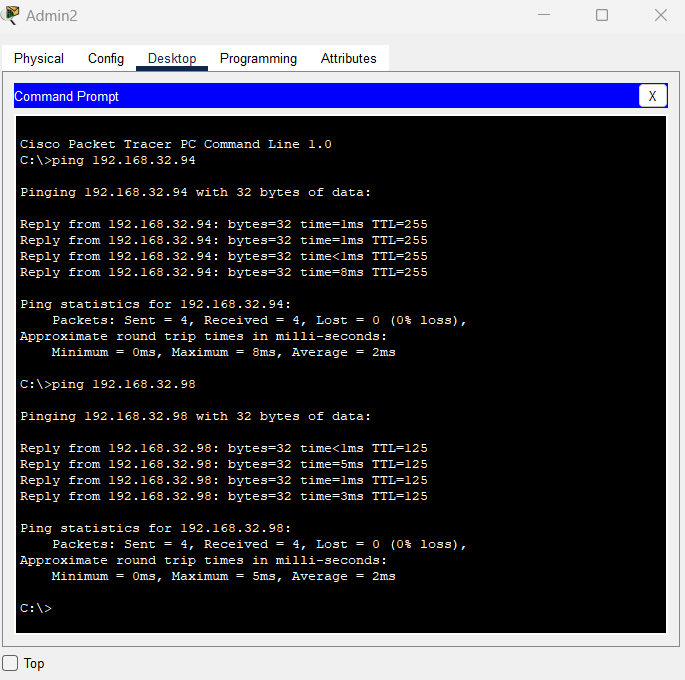 Admin2
Physical Config Desktop Programming Attributes
Command Prompt X
Cisco Packet Tracer PC Command Line 1.0
C:\>ping 192.168.32.94
Pinging 192.168.32.94 with 32 bytes of data:
Reply from 192.168.32.94: bytes=32 time=1ms TTL=255
Reply from 192.168.32.94: bytes=32 time=1ms TTL=255
Reply from 192.168.32.94: bytes=32 time<1ms TTL=255
Reply from 192.168.32.94: bytes=32 time=8ms TTL=255
Ping statistics for 192.168.32.94:
Packets: Sent = 4, Received = 4, Lost = 0 (0% loss),
Approximate round trip times in milli-seconds:
Minimum = 0ms, Maximum = 8ms, Average = 2ms
C:\>ping 192.168.32.98
Pinging 192.168.32.98 with 32 bytes of data:
Reply from 192.168.32.98: bytes=32 time<1ms TTL=125
Reply from 192.168.32.98: bytes=32 time=5ms TTL=125
Reply from 192.168.32.98: bytes=32 time=1ms TTL=125
Reply from 192.168.32.98: bytes=32 time=3ms TTL=125
Ping statistics for 192.168.32.98:
Packets: Sent = 4, Received = 4, Lost = 0 (0% loss),
Approximate round trip times in milli-seconds:
Minimum = 0ms, Maximum = 5ms, Average = 2ms
C:\>
Top